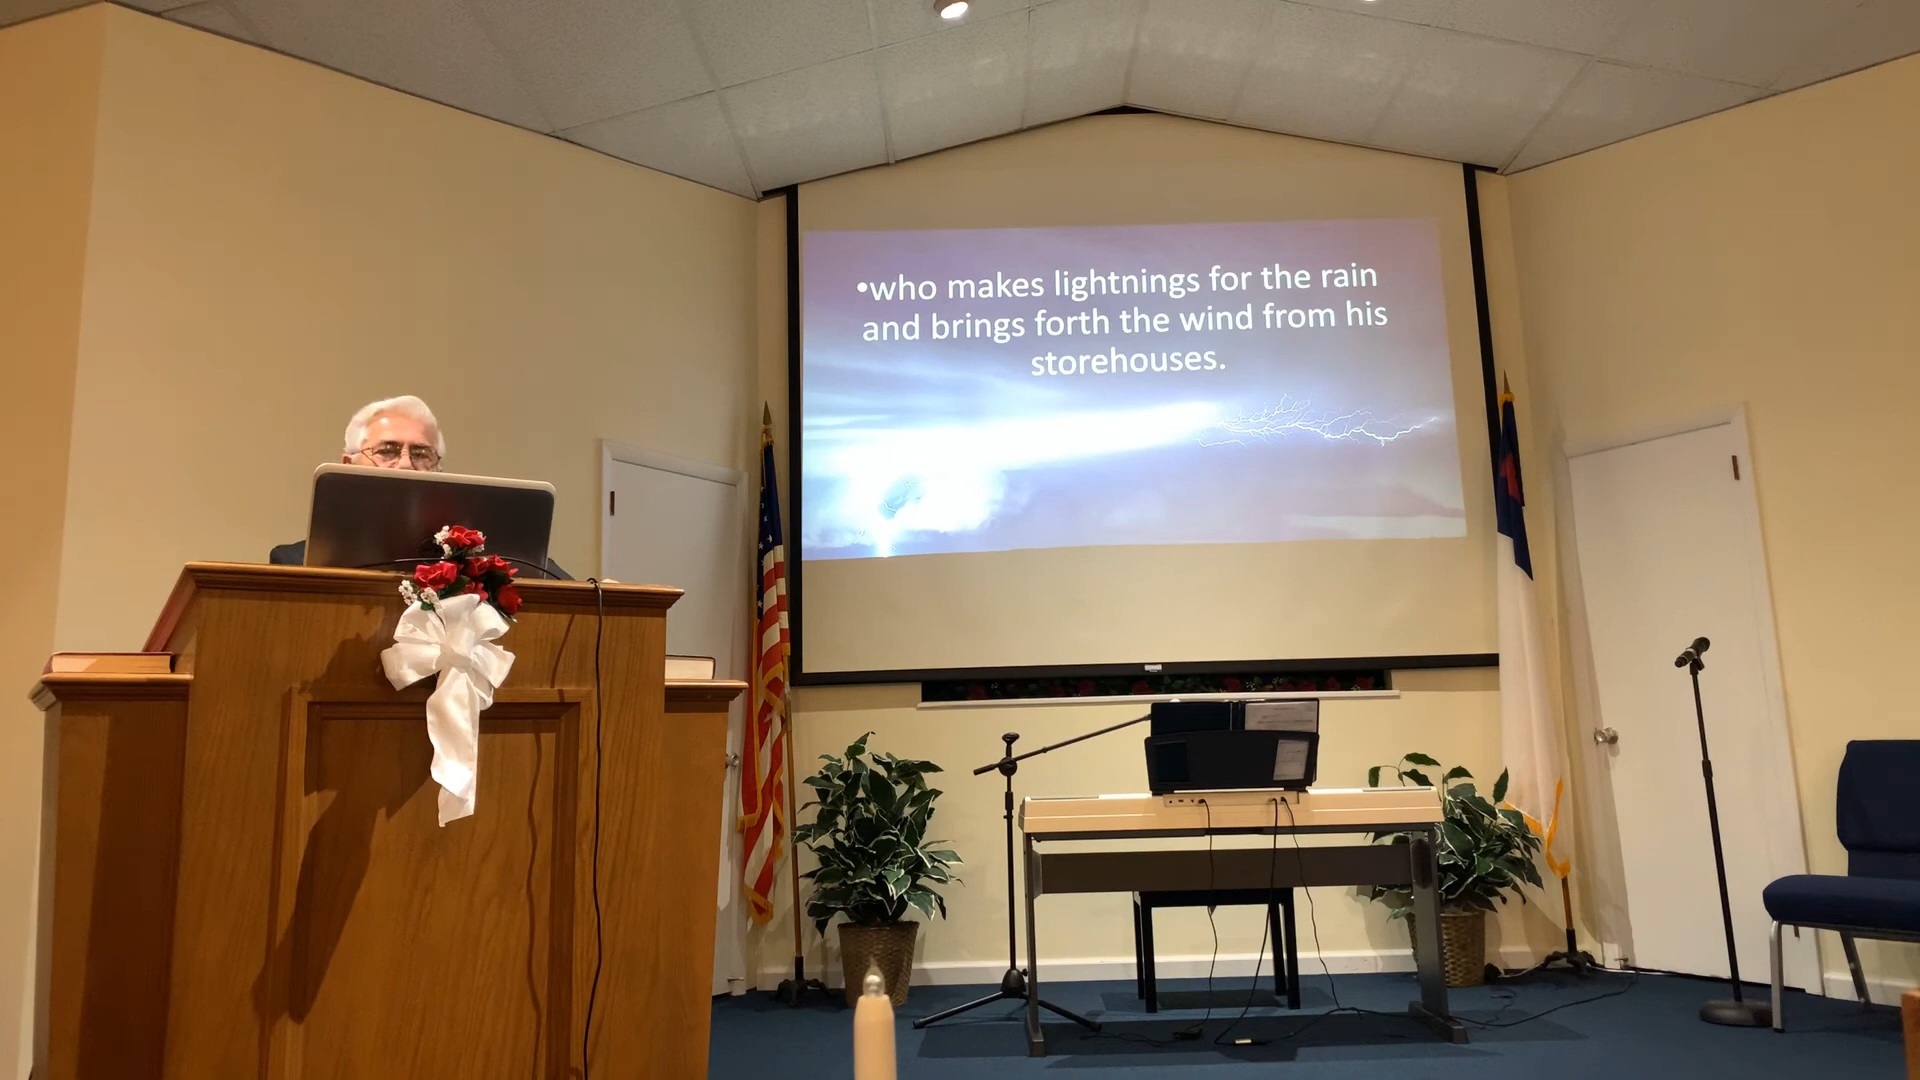 •who makes lightnings for the rain
and brings forth the wind from his
storehouses.